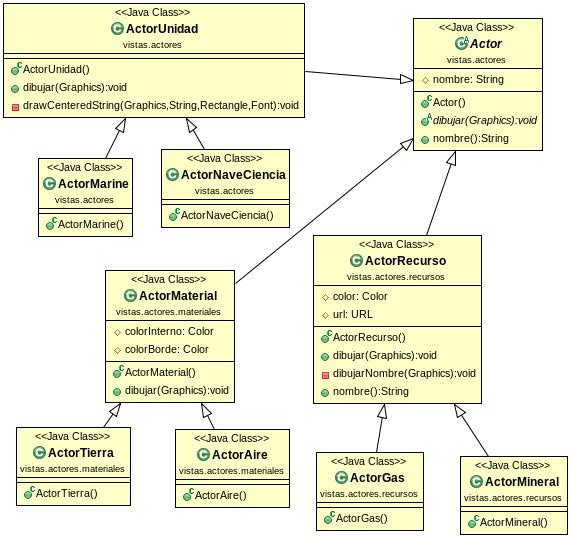 <<Java Class>>
ActorUnidad
vistas.actores
ActorUnidad()
dibujar(Graphics):void
drawCenteredString(Graphics,String,Rectangle,Font):void
<<Java Class>>
Actor
vistas.actores
nombre: String
Actor()
dibujar(Graphics):void
nombre():String
<<Java Class>>
ActorMarine
vistas.actores
ActorMarine()
<<Java Class>>
ActorNaveCiencia
vistas.actores
ActorNaveCiencia()
<<Java Class>>
ActorMaterial
vistas.actores.materiales
colorInterno: Color
colorBorde: Color
ActorMaterial()
dibujar(Graphics):void
<<Java Class>>
ActorRecurso
vistas.actores.recursos
color: Color
url: URL
ActorRecurso()
dibujar(Graphics):void
dibujarNombre(Graphics):void
nombre():String
<<Java Class>>
ActorTierra
vistas.actores.materiales
ActorTierra()
<<Java Class>>
ActorAire
vistas.actores.materiales
ActorAire()
<<Java Class>>
ActorGas
vistas.actores.recursos
ActorGas()
<<Java Class>>
ActorMineral
vistas.actores.recursos
ActorMineral()